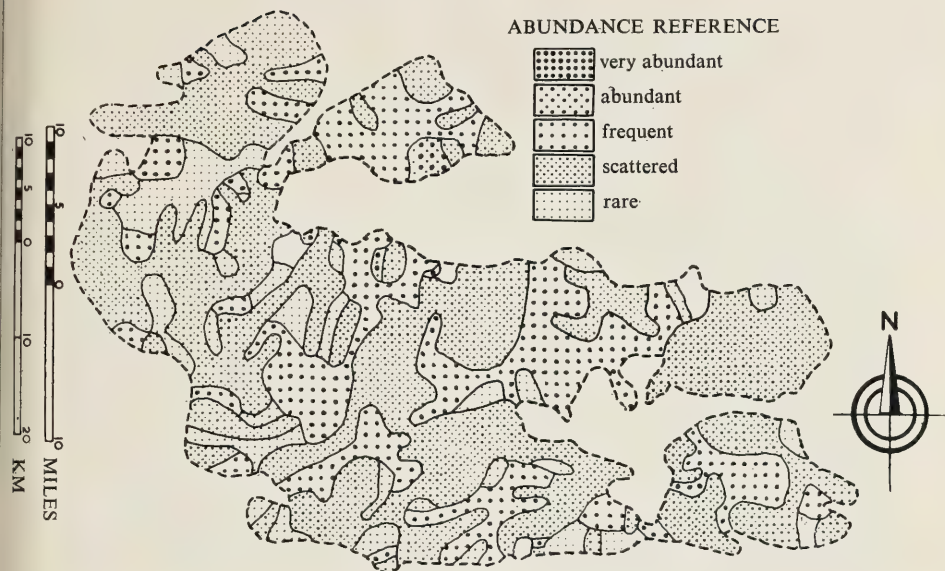 ABUNDANCE REFERENCE
very abundant
abundant
frequent
scattered
rare
N
10
5
0
10
20
KM
10
5
0
10
MILES